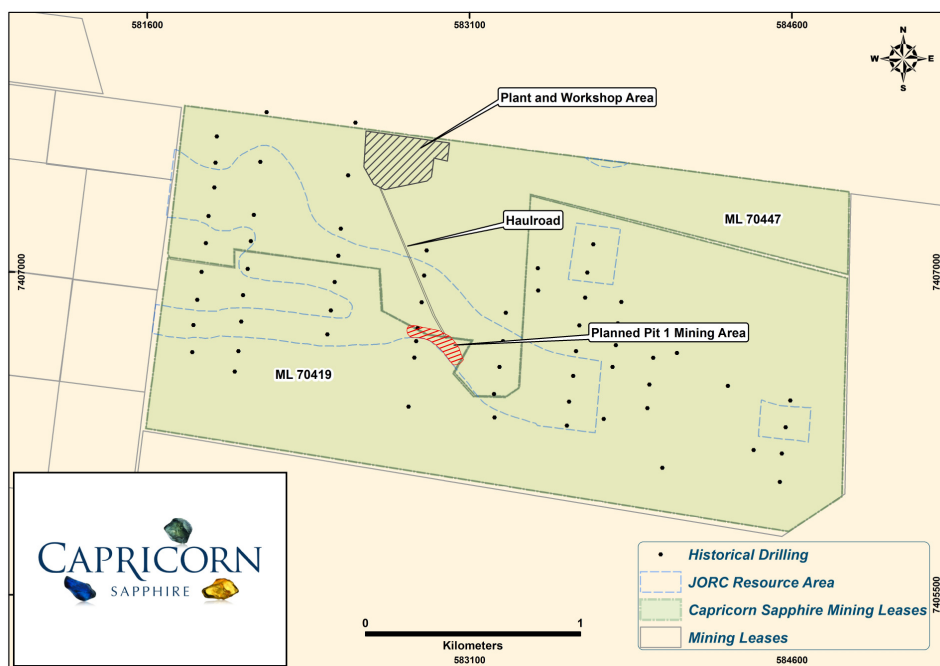 581600
583100
584600
N
W
E
S
Plant and Workshop Area
ML 70447
Haulroad
7407000
7407000
Planned Pit 1 Mining Area
ML 70419
CAPRICORN
SAPPHIRE
Historical Drilling
JORC Resource Area
Capricorn Sapphire Mining Leases
Mining Leases
7405500
0
1
Kilometers
583100
584600